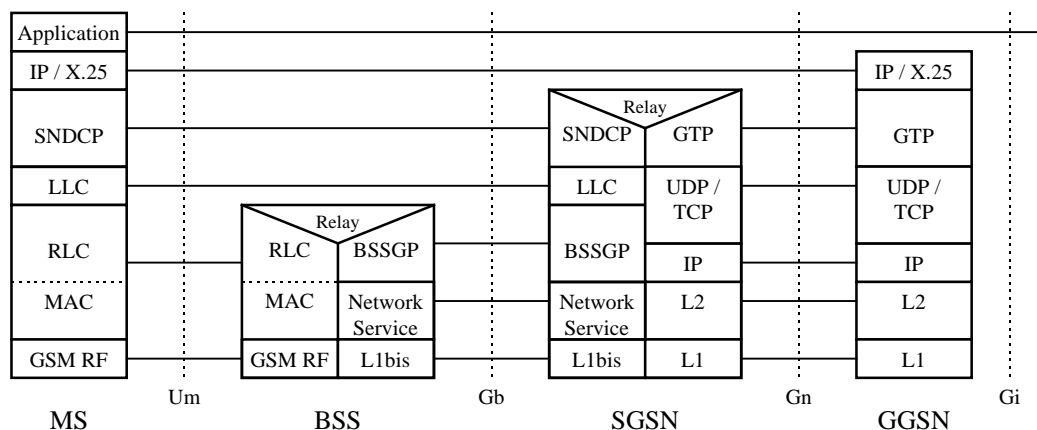 Application
IP / X.25
IP / X.25
Relay
SNDCP
SNDCP
GTP
GTP
LLC
LLC
UDP /
TCP
UDP /
TCP
Relay
RLC
RLC
BSSGP
BSSGP
IP
IP
MAC
MAC
Network
Service
Network
Service
L2
L2
GSM RF
GSM RF
L1bis
L1bis
L1
L1
Um
Gb
Gn
Gi
MS
BSS
SGSN
GGSN